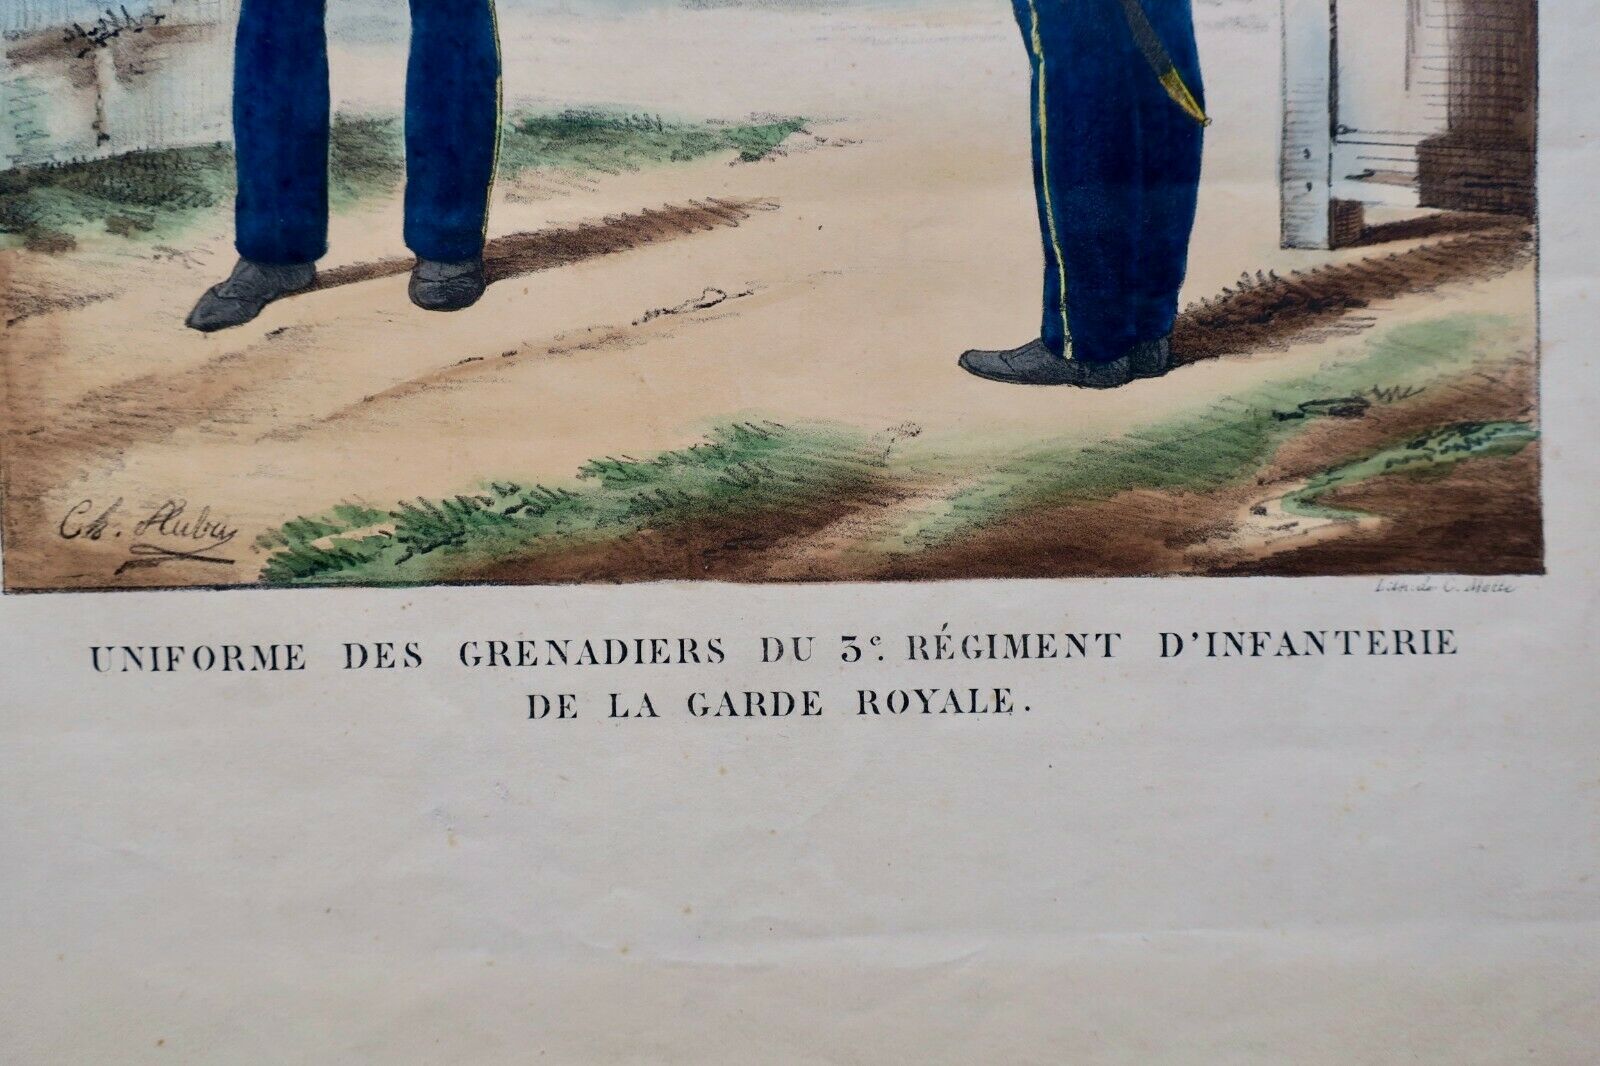 Ch. Aubry
Lith. de C. Motte
UNIFORME DES GRENADIERS DU 3e. RÉGIMENT D'INFANTERIE
DE LA GARDE ROYALE.